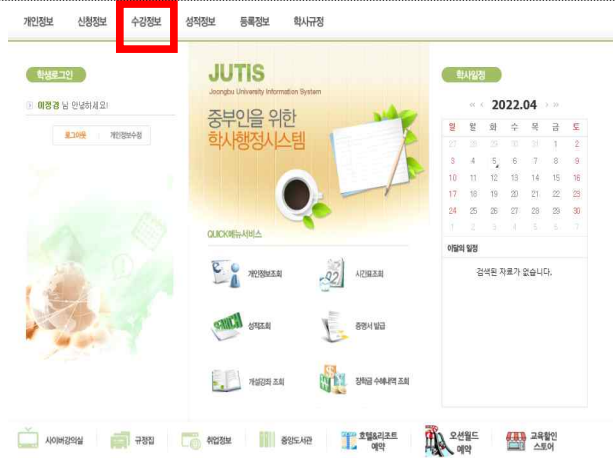 개인정보 신청정보 수강정보 성적정보 등록정보 학사규정
학생로그인
이정경 님 안녕하세요!
로그아웃 개인정보수정
JUTIS
Joongbu University Information System
중부인을 위한
학사행정시스템
QUICK메뉴서비스
개인정보조회 시간표조회
성적조회 증명서 발급
개설강좌 조회 장학금 수혜내역 조회
학사일정
« < 2022.04 > »
일 월 화 수 목 금 토
27 28 29 30 31 1 2
3 4 5 6 7 8 9
10 11 12 13 14 15 16
17 18 19 20 21 22 23
24 25 26 27 28 29 30
1 2 3 4 5 6 7
이달의 일정
검색된 자료가 없습니다.
사이버강의실 규정집 취업정보 중앙도서관 호텔&리조트 예약 오션월드 예약 교육할인 스토어